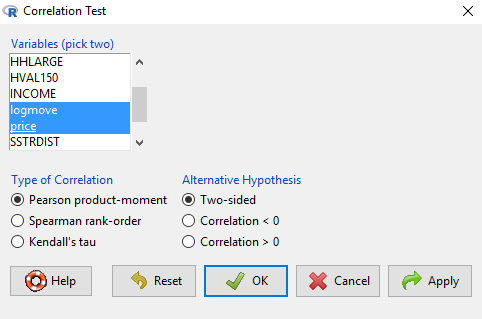 Correlation Test
Variables (pick two)
HHLARGE
HVAL150
INCOME
logmove
price
SSTRDIST
Type of Correlation
Pearson product-moment
Spearman rank-order
Kendall's tau
Alternative Hypothesis
Two-sided
Correlation < 0
Correlation > 0
Help
Reset
OK
Cancel
Apply